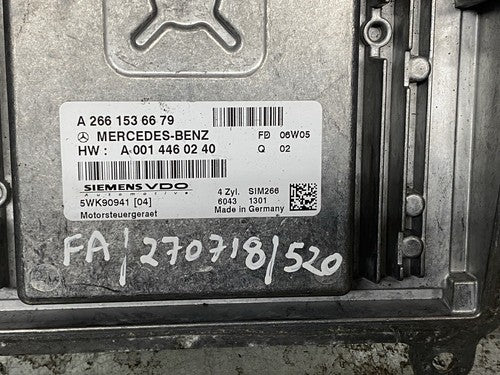 A 266 153 66 79
MERCEDES-BENZ FD 06W05
HW : A 001 446 02 40 Q 02
SIEMENS VDO 4 Zyl. SIM266
Automotive
5WK90941 [04] 6043 1301
Motorsteuergeraet Made in Germany
FA/270718/520